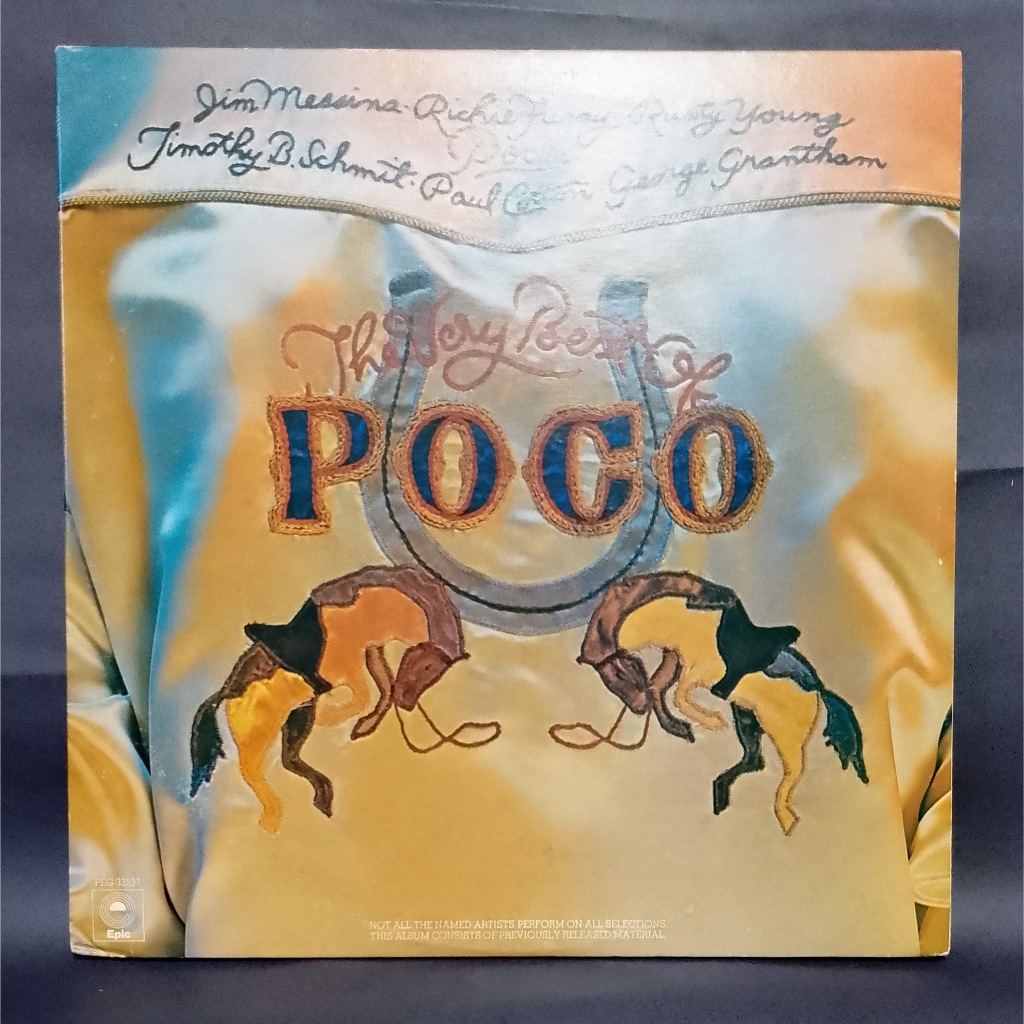 Jim Messina · Richie Furay · Rusty Young
Poco
Timothy B. Schmit · Paul Cotton · George Grantham
The Very Best Of
POCO
PEG 33537
Epic
NOT ALL THE NAMED ARTISTS PERFORM ON ALL SELECTIONS.
THIS ALBUM CONSISTS OF PREVIOUSLY RELEASED MATERIAL.